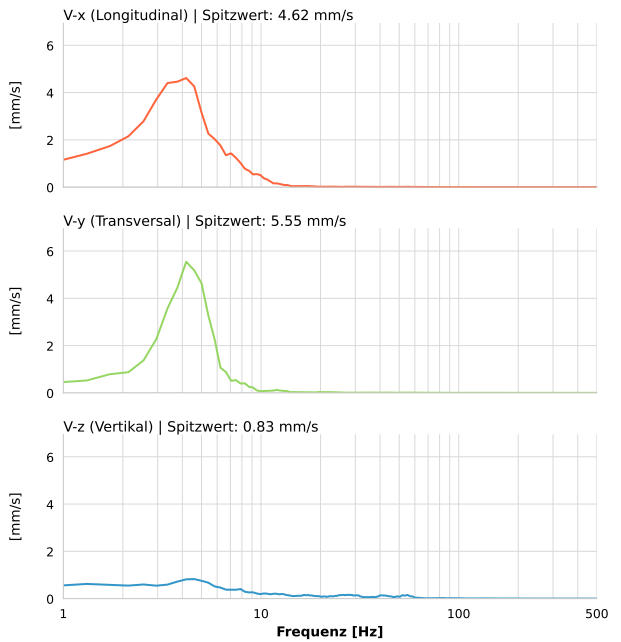 V-x (Longitudinal) | Spitzwert: 4.62 mm/s
6
4
2
0
[mm/s]
V-y (Transversal) | Spitzwert: 5.55 mm/s
6
4
2
0
[mm/s]
V-z (Vertikal) | Spitzwert: 0.83 mm/s
6
4
2
0
[mm/s]
1 10 100 500
Frequenz [Hz]